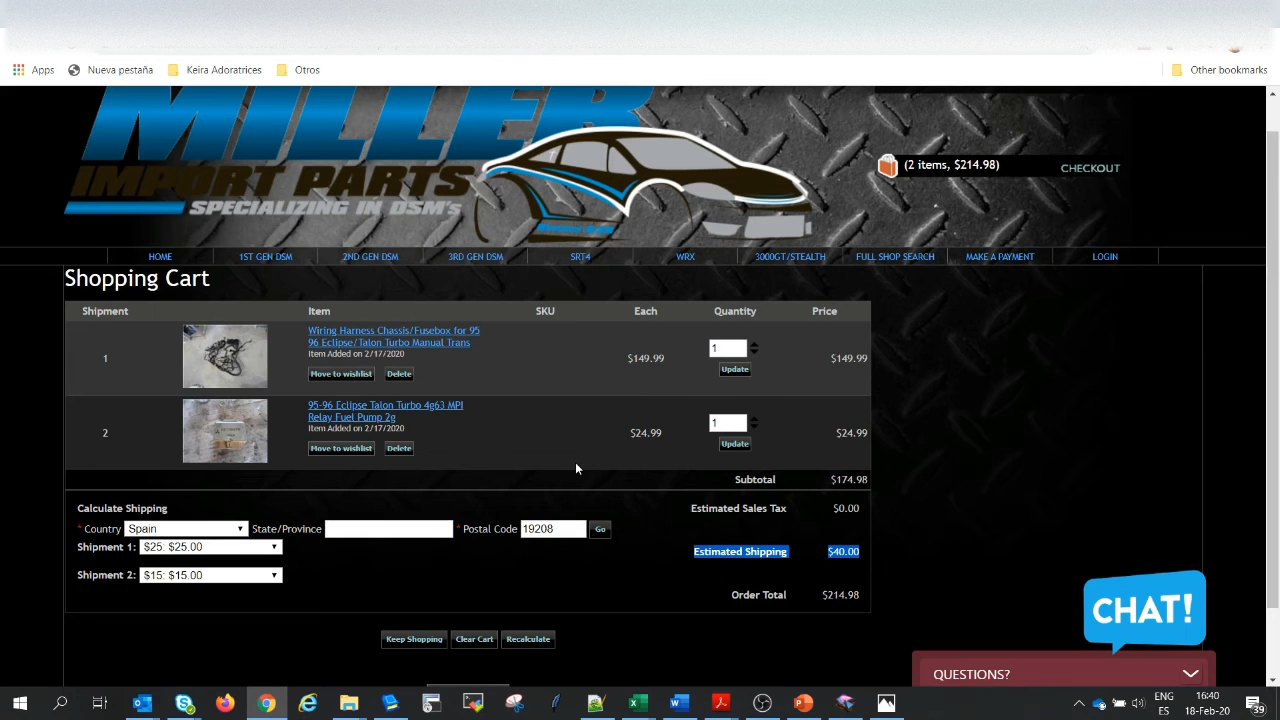 Apps
Nueva pestaña
Keira Adoratrices
Otros
Other bookmarks
MILLER
IMPORT PARTS
SPECIALIZING IN DSM's
(2 items, $214.98)
CHECKOUT
HOME
1ST GEN DSM
2ND GEN DSM
3RD GEN DSM
SRT4
WRX
3000GT/STEALTH
FULL SHOP SEARCH
MAKE A PAYMENT
LOGIN
Shopping Cart
Shipment Item SKU Each Quantity Price
Wiring Harness Chassis/Fusebox for 95
96 Eclipse/Talon Turbo Manual Trans
Item Added on 2/17/2020
1 $149.99 1 $149.99
Move to wishlist Delete Update
95-96 Eclipse Talon Turbo 4g63 MPI
Relay Fuel Pump 2g
Item Added on 2/17/2020
2 $24.99 1 $24.99
Move to wishlist Delete Update
Subtotal $174.98
Calculate Shipping
Estimated Sales Tax $0.00
* Country Spain State/Province * Postal Code 19208 Go
Shipment 1: $25: $25.00
Estimated Shipping $40.00
Shipment 2: $15: $15.00
Order Total $214.98
Keep Shopping Clear Cart Recalculate
CHAT!
QUESTIONS?
ENG
ES
16:40
18-Feb-20
39